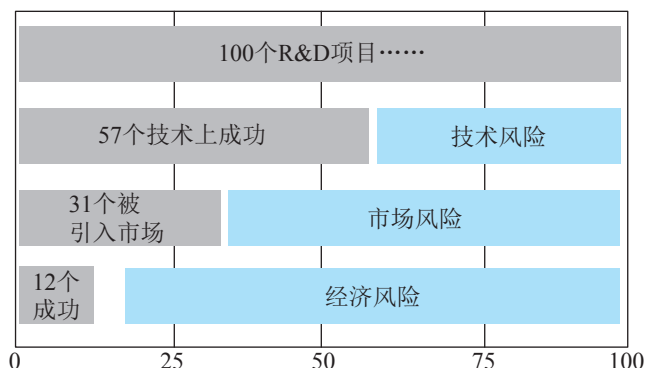 100个R&D项目……
57个技术上成功
技术风险
31个被
引入市场
市场风险
12个
成功
经济风险
0 25 50 75 100